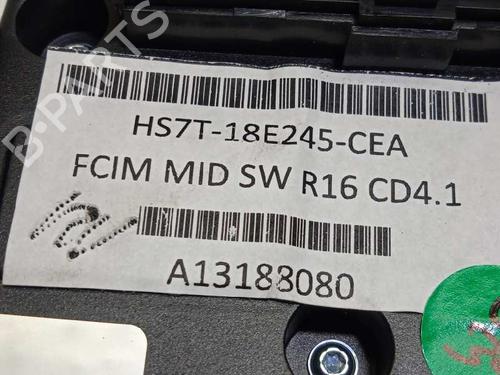 B-PARTS
HS7T-18E245-CEA
FCIM MID SW R16 CD4.1
A13188080